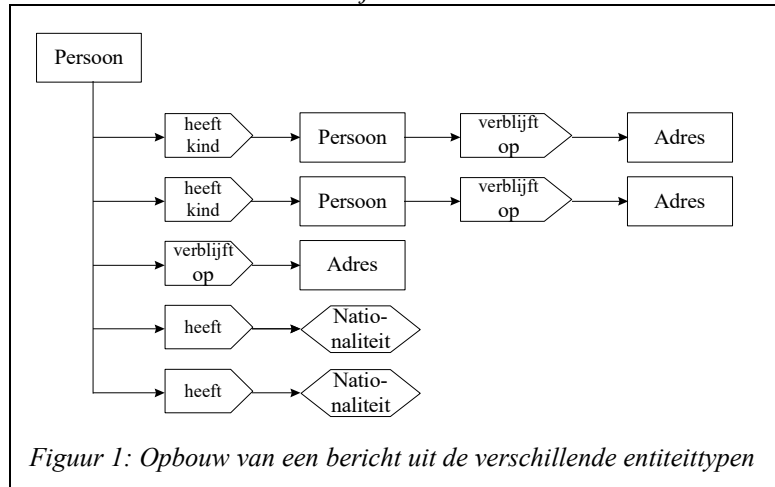 Persoon
heeft
kind
Persoon
verblijft
op
Adres
heeft
kind
Persoon
verblijft
op
Adres
verblijft
op
Adres
heeft
Natio-
naliteit
heeft
Natio-
naliteit
Figuur 1: Opbouw van een bericht uit de verschillende entiteittypen